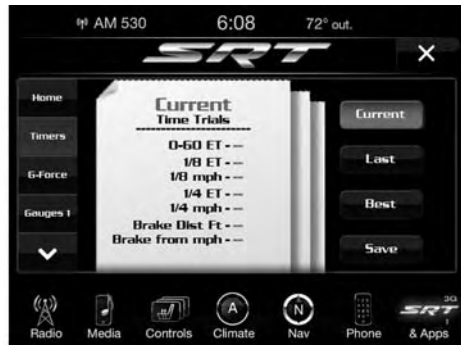 AM 530 6:08 72° out.
SRT
X
Home
Timers
G-Force
Gauges 1
Current
Time Trials
0-60 ET - --
1/8 ET - --
1/8 mph - --
1/4 ET - --
1/4 mph - --
Brake Dist Ft - --
Brake from mph - --
Current
Last
Best
Save
A
N
3G
SRT
Radio Media Controls Climate Nav Phone & Apps